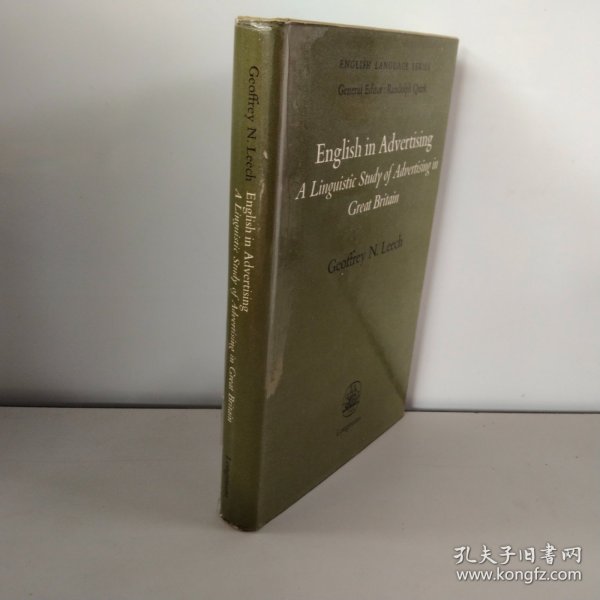 ENGLISH LANGUAGE SERIES
General Editor: Randolph Quirk
English in Advertising
A Linguistic Study of Advertising in
Great Britain
Geoffrey N. Leech
Longmans
Geoffrey N. Leech English in Advertising
A Linguistic Study of Advertising in Great Britain
Longmans
孔夫子旧书网
www.kongfz.com